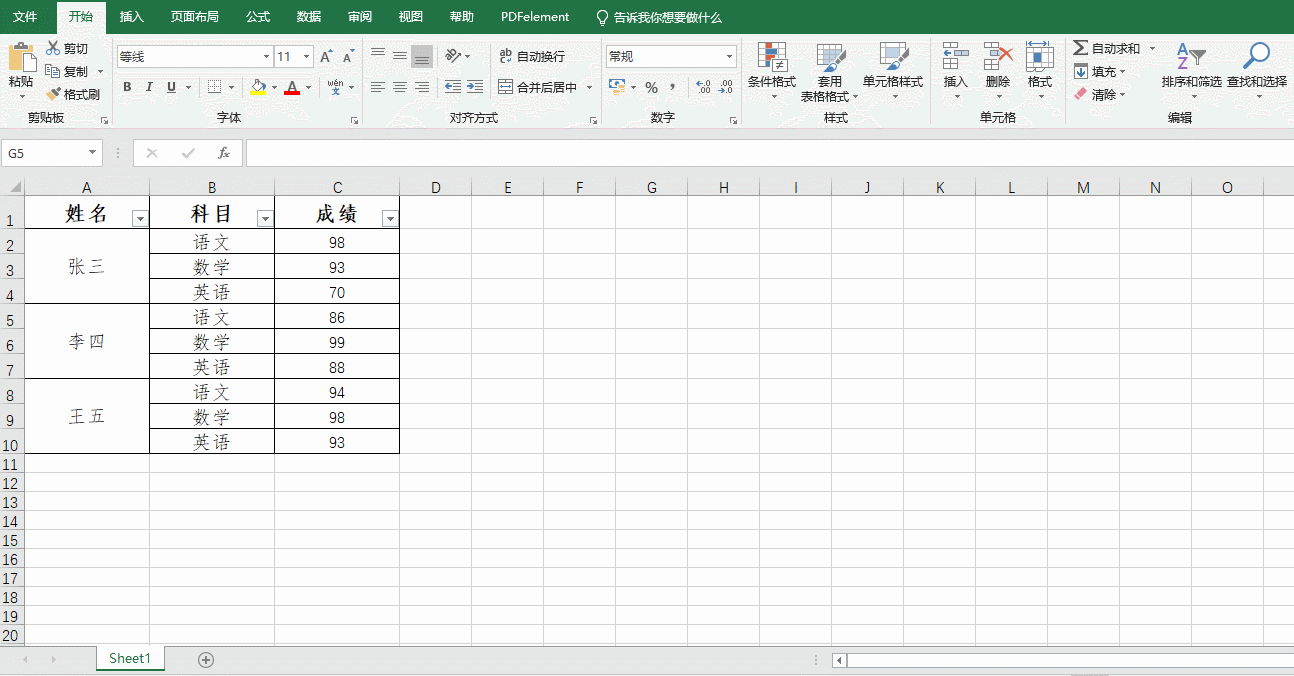 文件 开始 插入 页面布局 公式 数据 审阅 视图 帮助 PDFelement 告诉我你想要做什么
剪切
复制
格式刷
粘贴
剪贴板
等线 11 A A
B I U A wén 文
字体
ab 自动换行
合并后居中
对齐方式
常规
% , .00 .00
数字
条件格式 套用 表格格式 单元格样式
样式
插入 删除 格式
单元格
自动求和
填充
清除
A Z 排序和筛选 查找和选择
编辑
G5 fx
A B C D E F G H I J K L M N O
1 姓名 科目 成绩
2 语文 98
3 张三 数学 93
4 英语 70
5 语文 86
6 李四 数学 99
7 英语 88
8 语文 94
9 王五 数学 98
10 英语 93
11
12
13
14
15
16
17
18
19
20
Sheet1